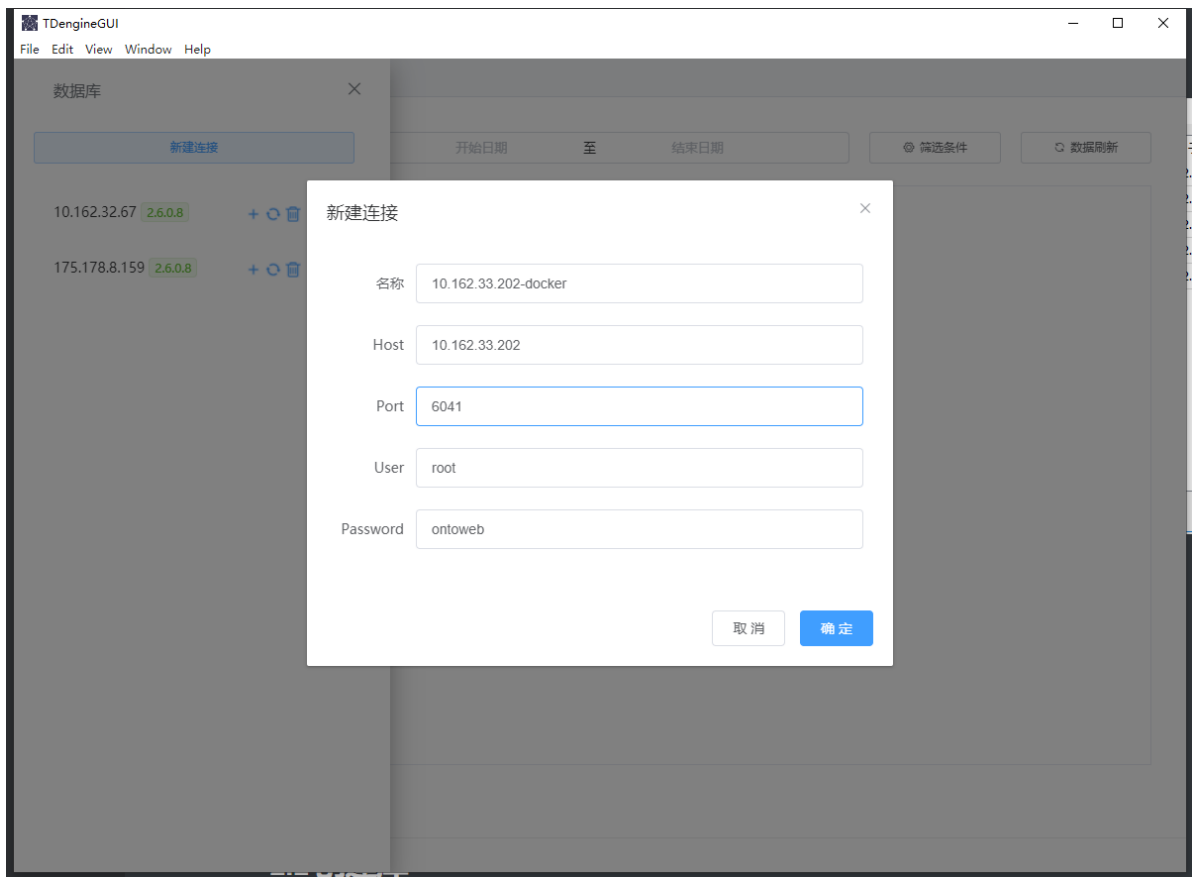 TDengineGUI
File Edit View Window Help
数据库
新建连接
开始日期 至 结束日期
筛选条件
数据刷新
10.162.32.67 2.6.0.8
175.178.8.159 2.6.0.8
新建连接
名称 10.162.33.202-docker
Host 10.162.33.202
Port 6041
User root
Password ontoweb
取消 确定